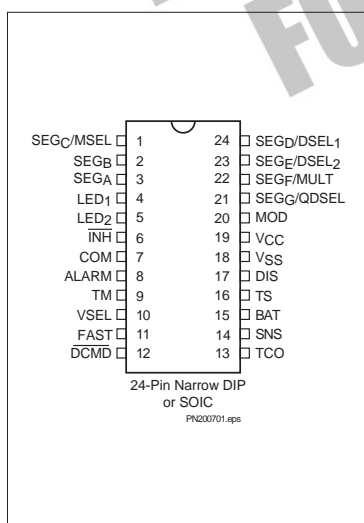 SEGC/MSEL 1 24 SEGD/DSEL1
SEGB 2 23 SEGE/DSEL2
SEGA 3 22 SEGF/MULT
LED1 4 21 SEGG/QDSEL
LED2 5 20 MOD
INH 6 19 VCC
COM 7 18 VSS
ALARM 8 17 DIS
TM 9 16 TS
VSEL 10 15 BAT
FAST 11 14 SNS
DCMD 12 13 TCO
24-Pin Narrow DIP
or SOIC
PN200701.eps